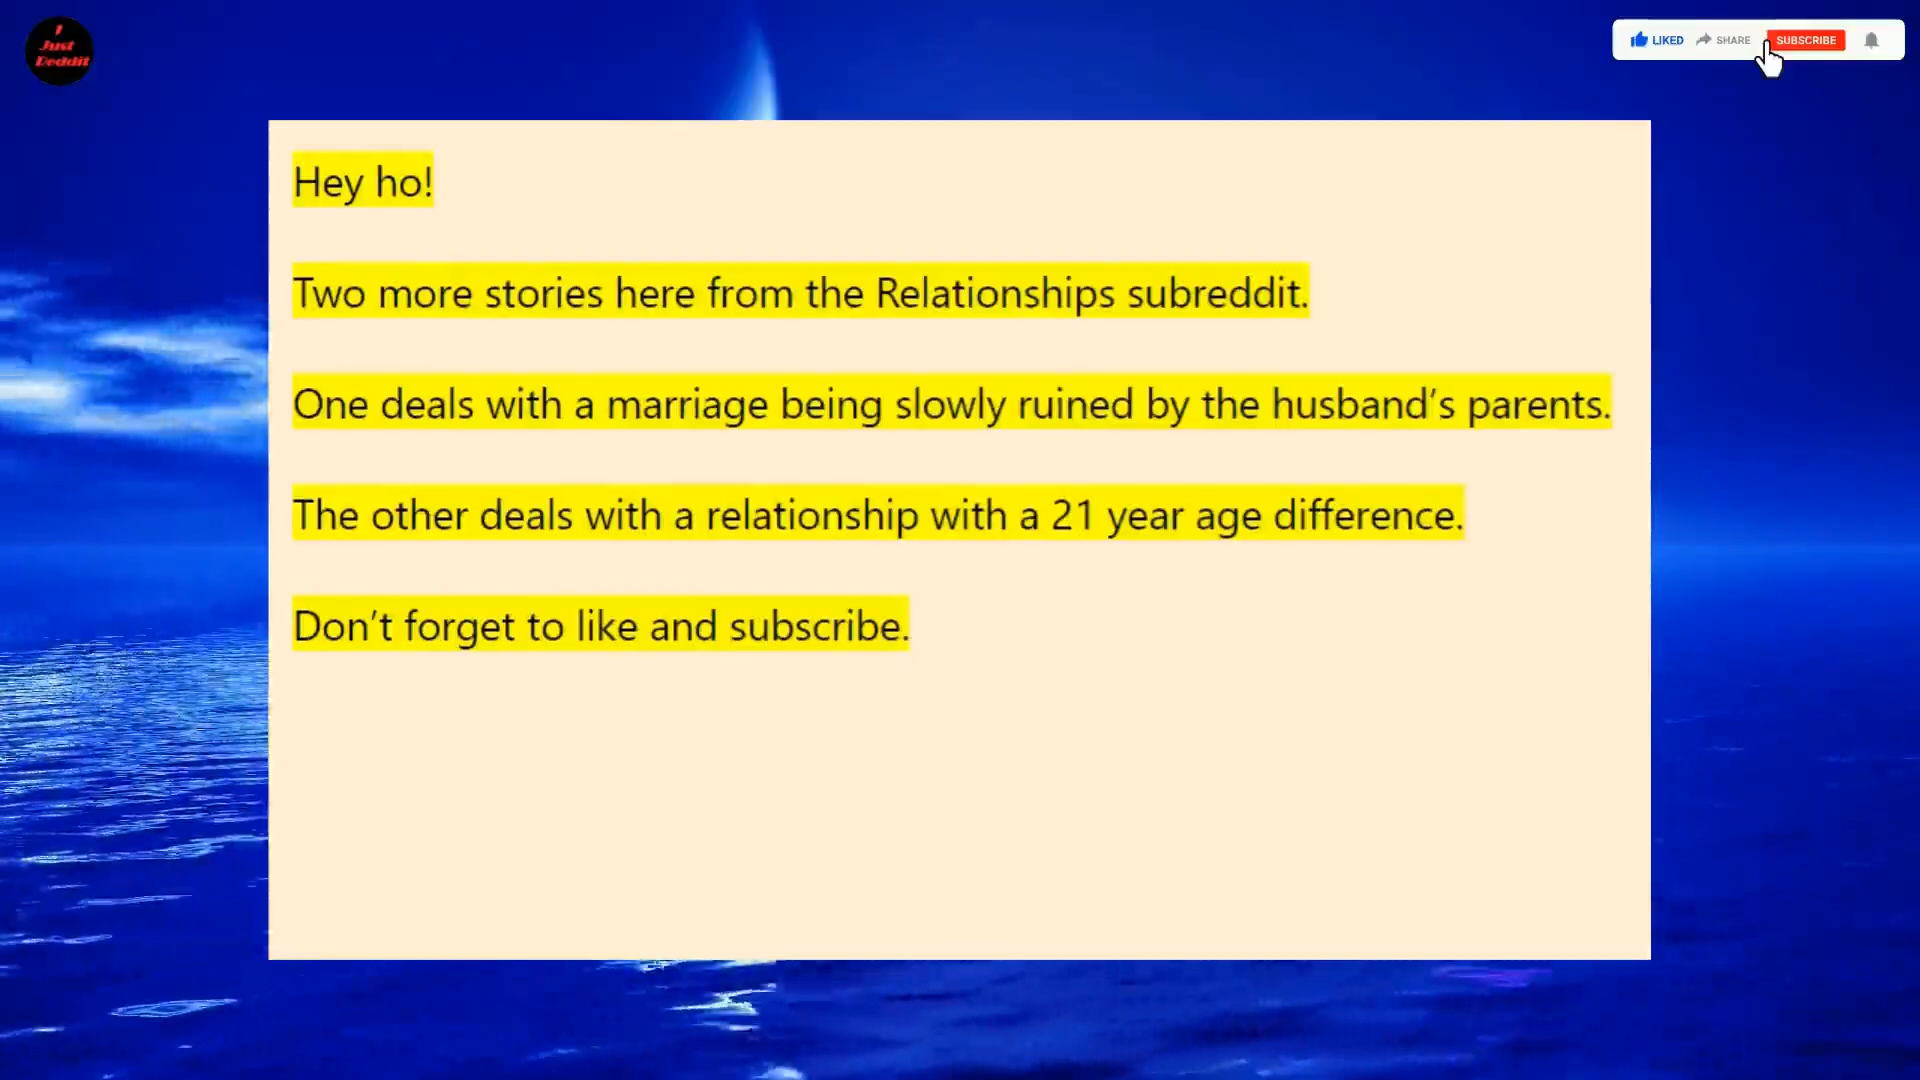 I
Just
Reddit
LIKED SHARE SUBSCRIBE
Hey ho!
Two more stories here from the Relationships subreddit.
One deals with a marriage being slowly ruined by the husband’s parents.
The other deals with a relationship with a 21 year age difference.
Don’t forget to like and subscribe.